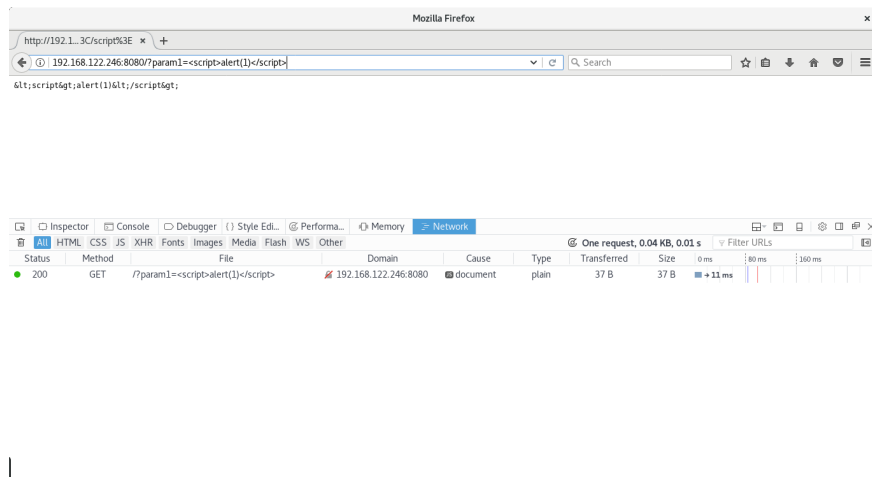 Mozilla Firefox ×
http://192.1...3C/script%3E × +
192.168.122.246:8080/?param1=<script>alert(1)</script> Search
&lt;script&gt;alert(1)&lt;/script&gt;
Inspector Console Debugger {} Style Edi... Performa... Memory Network
All HTML CSS JS XHR Fonts Images Media Flash WS Other One request, 0.04 KB, 0.01 s Filter URLs
Status Method File Domain Cause Type Transferred Size 0 ms 80 ms 160 ms
200 GET /?param1=<script>alert(1)</script> 192.168.122.246:8080 document plain 37 B 37 B → 11 ms